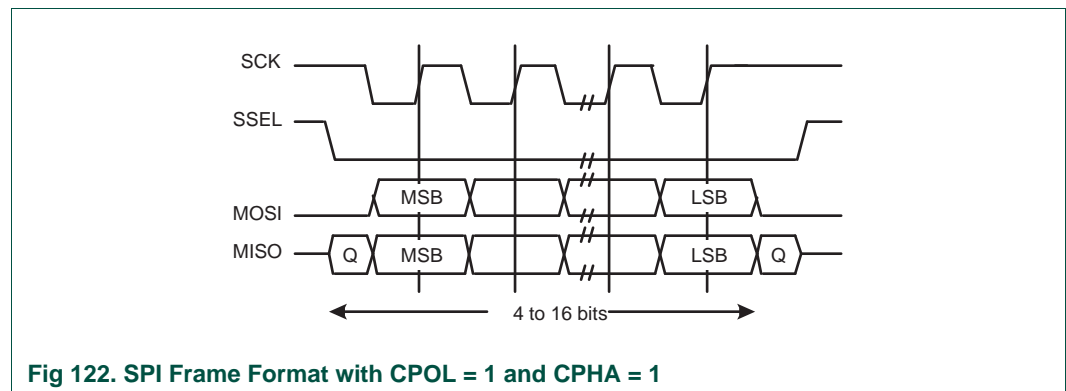 SCK
SSEL
MOSI
MSB
LSB
MISO
Q
MSB
LSB
Q
4 to 16 bits
Fig 122. SPI Frame Format with CPOL = 1 and CPHA = 1